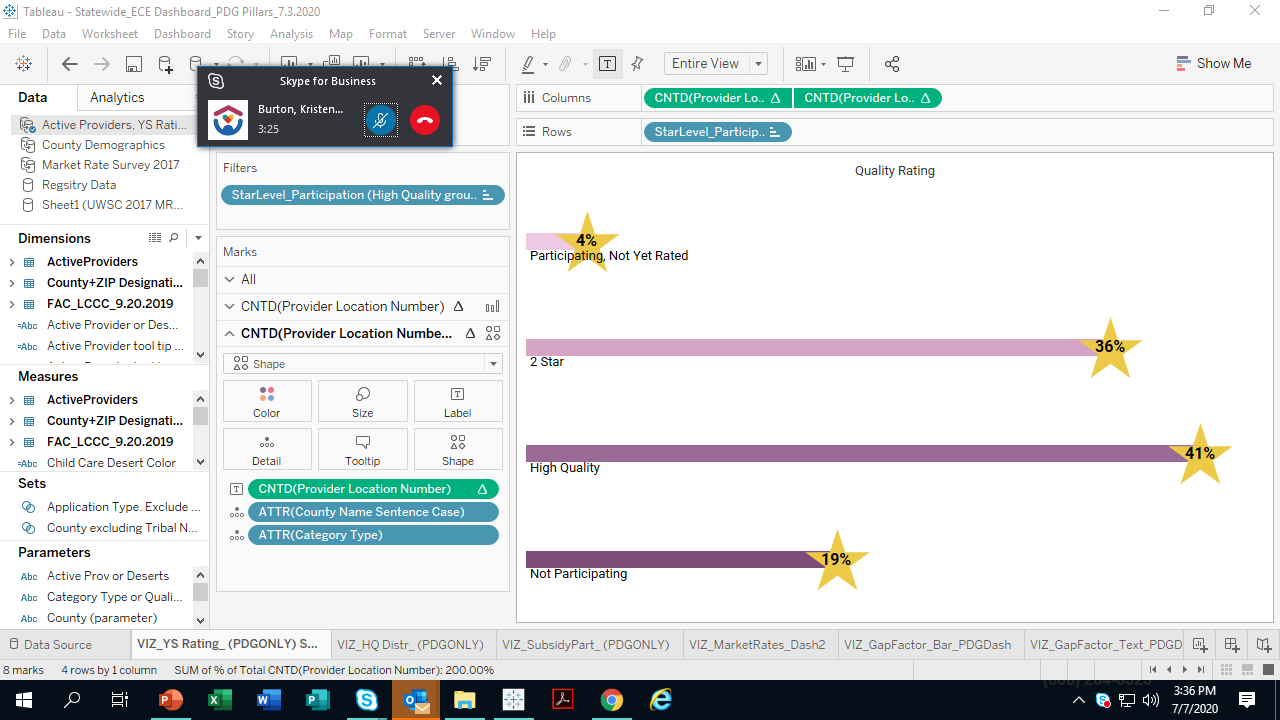 Tableau - Statewide_ECE Dashboard_PDG Pillars_7.3.2020
File Data Worksheet Dashboard Story Analysis Map Format Server Window Help
Entire View
Show Me
Skype for Business
Burton, Kristen...
3:25
Data Analytics
Active Providers, YS Rati...
County Demographics
Market Rate Survey 2017
Regsitry Data
Sheet1 (UWSC 2017 MR...
Dimensions
ActiveProviders
County+ZIP Designati...
FAC_LCCC_9.20.2019
=Abc Active Provider or Des...
=Abc Active Provider tool tip ...
Measures
ActiveProviders
County+ZIP Designati...
FAC_LCCC_9.20.2019
=Abc Child Care Desert Color
Sets
Application Type. Exclude ...
County excluding Tribal N...
Parameters
Abc Active Prov or Deserts
Abc Category Type or Quali...
Abc County (parameter)
Columns CNTD(Provider Lo.. Δ CNTD(Provider Lo.. Δ
Rows StarLevel_Particip..
Filters
StarLevel_Participation (High Quality grou..
Marks
All
CNTD(Provider Location Number) Δ
CNTD(Provider Location Numbe... Δ
Shape
Color Size Label
Detail Tooltip Shape
CNTD(Provider Location Number) Δ
ATTR(County Name Sentence Case)
ATTR(Category Type)
Quality Rating
4%
Participating, Not Yet Rated
36%
2 Star
41%
High Quality
19%
Not Participating
Data Source VIZ_YS Rating_ (PDGONLY) S... VIZ_HQ Distr_ (PDGONLY) VIZ_SubsidyPart_ (PDGONLY) VIZ_MarketRates_Dash2 VIZ_GapFactor_Bar_PDGDash VIZ_GapFactor_Text_PDGD
8 marks 4 rows by 1 column SUM of % of Total CNTD(Provider Location Number): 200.00%
3:36 PM
7/7/2020